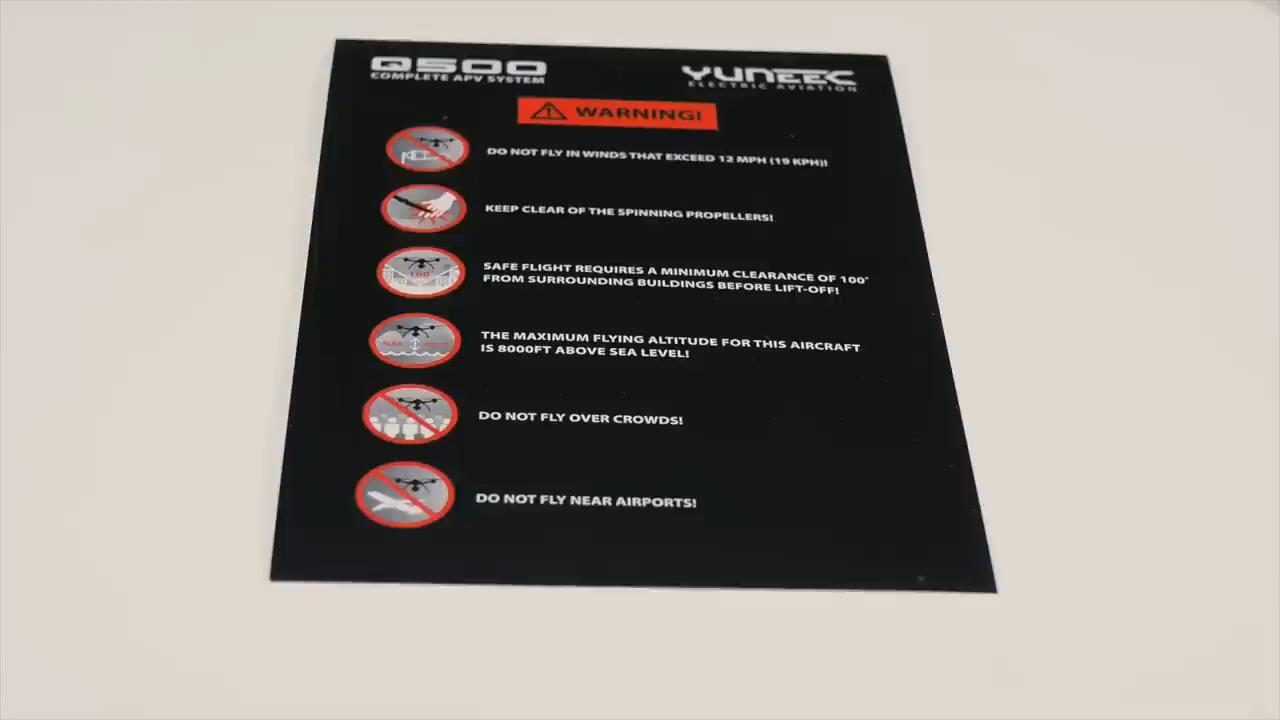 Q500
COMPLETE APV SYSTEM
YUNEEC
ELECTRIC AVIATION
WARNING!
DO NOT FLY IN WINDS THAT EXCEED 12 MPH (19 KPH)!
KEEP CLEAR OF THE SPINNING PROPELLERS!
100'
SAFE FLIGHT REQUIRES A MINIMUM CLEARANCE OF 100'
FROM SURROUNDING BUILDINGS BEFORE LIFT-OFF!
THE MAXIMUM FLYING ALTITUDE FOR THIS AIRCRAFT
IS 8000FT ABOVE SEA LEVEL!
DO NOT FLY OVER CROWDS!
DO NOT FLY NEAR AIRPORTS!